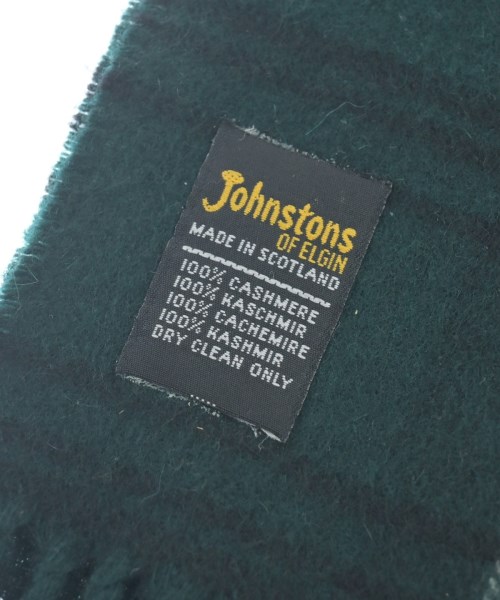 Johnstons
OF ELGIN
MADE IN SCOTLAND
100% CASHMERE
100% KASCHMIR
100% CACHEMIRE
100% KASHMIR
DRY CLEAN ONLY